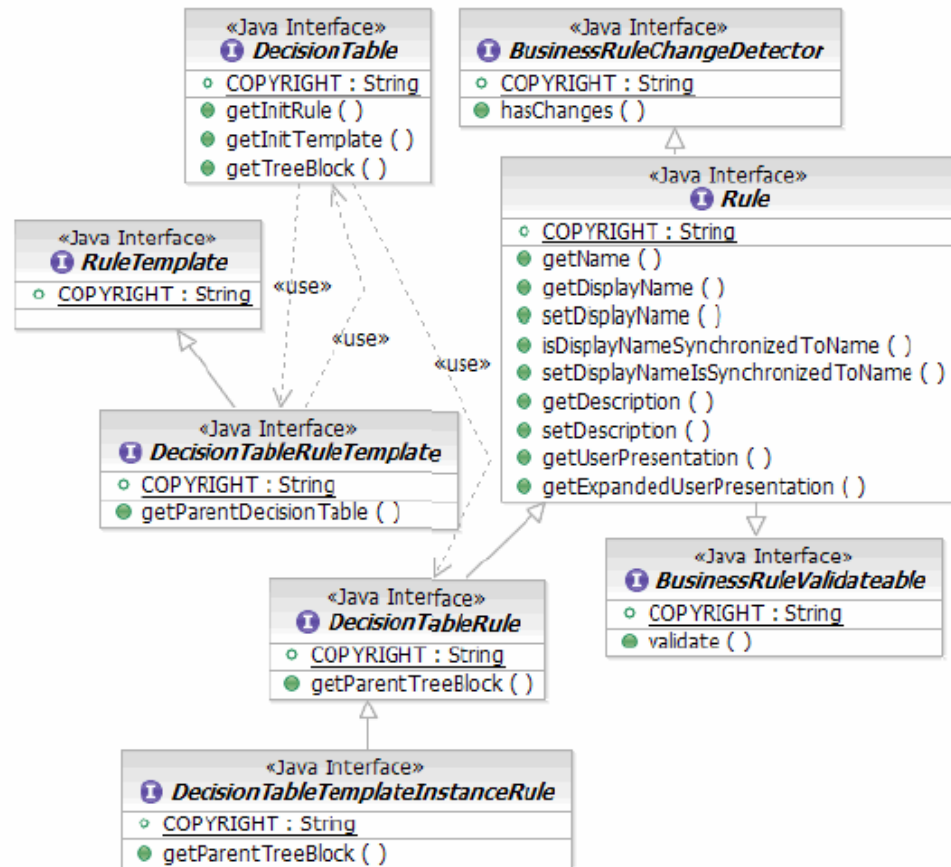 «Java Interface»
DecisionTable
COPYRIGHT : String
getInitRule ( )
getInitTemplate ( )
getTreeBlock ( )
«Java Interface»
BusinessRuleChangeDetector
COPYRIGHT : String
hasChanges ( )
«Java Interface»
Rule
COPYRIGHT : String
getName ( )
getDisplayName ( )
setDisplayName ( )
isDisplayNameSynchronizedToName ( )
setDisplayNameIsSynchronizedToName ( )
getDescription ( )
setDescription ( )
getUserPresentation ( )
getExpandedUserPresentation ( )
«Java Interface»
RuleTemplate
COPYRIGHT : String
«use»
«use»
«use»
«Java Interface»
DecisionTableRuleTemplate
COPYRIGHT : String
getParentDecisionTable ( )
«Java Interface»
BusinessRuleValidateable
COPYRIGHT : String
validate ( )
«Java Interface»
DecisionTableRule
COPYRIGHT : String
getParentTreeBlock ( )
«Java Interface»
DecisionTableTemplateInstanceRule
COPYRIGHT : String
getParentTreeBlock ( )